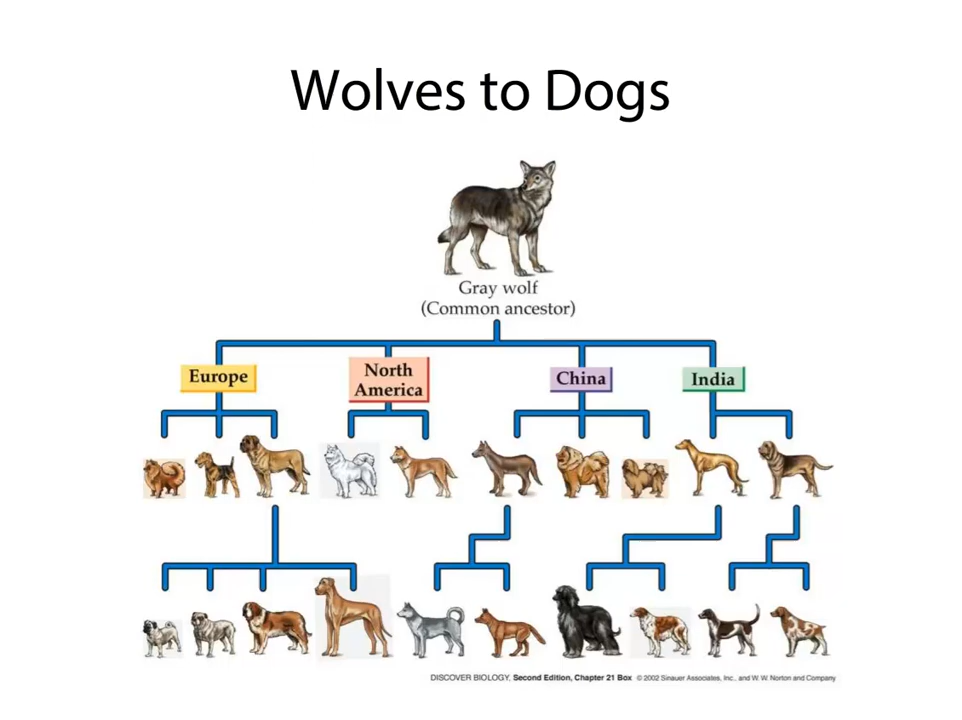 Wolves to Dogs
Gray wolf
(Common ancestor)
Europe
North
America
China
India
DISCOVER BIOLOGY, Second Edition, Chapter 21 Box © 2002 Sinauer Associates, Inc., and W. W. Norton and Company